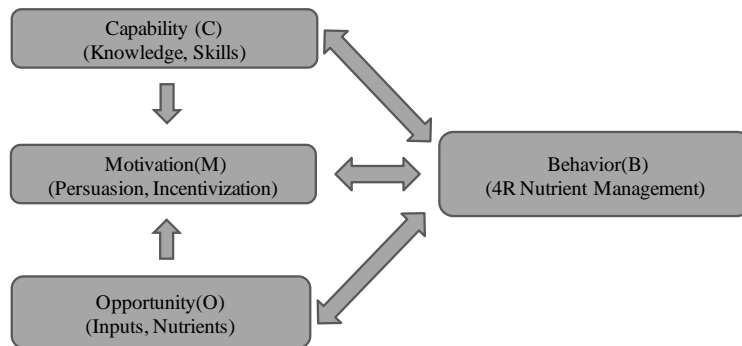 Capability (C)
(Knowledge, Skills)
Motivation(M)
(Persuasion, Incentivization)
Behavior(B)
(4R Nutrient Management)
Opportunity(O)
(Inputs, Nutrients)